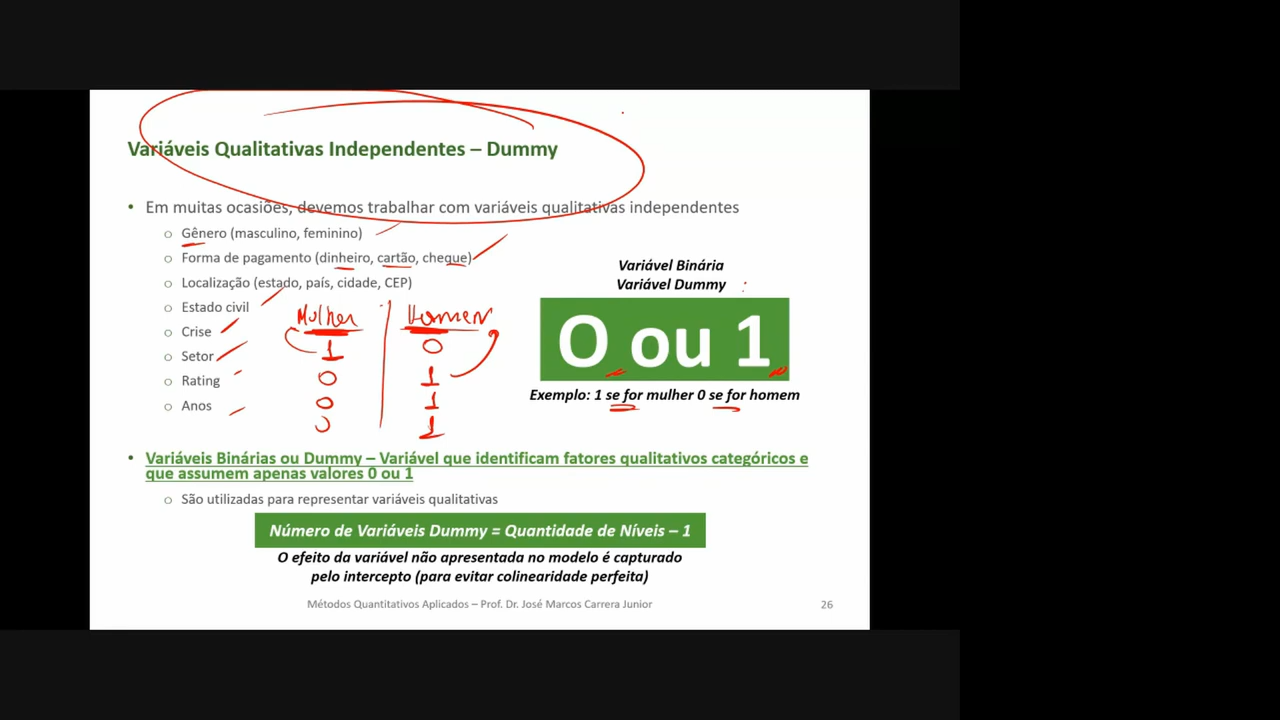 Variáveis Qualitativas Independentes – Dummy
• Em muitas ocasiões, devemos trabalhar com variáveis qualitativas independentes
o Gênero (masculino, feminino)
o Forma de pagamento (dinheiro, cartão, cheque)
o Localização (estado, país, cidade, CEP)
o Estado civil
o Crise
o Setor
o Rating
o Anos
Mulher Homem
1 0
0 1
0 1
0 1
Variável Binária
Variável Dummy
0 ou 1
Exemplo: 1 se for mulher 0 se for homem
• Variáveis Binárias ou Dummy – Variável que identificam fatores qualitativos categóricos e
que assumem apenas valores 0 ou 1
o São utilizadas para representar variáveis qualitativas
Número de Variáveis Dummy = Quantidade de Níveis – 1
O efeito da variável não apresentada no modelo é capturado
pelo intercepto (para evitar colinearidade perfeita)
Métodos Quantitativos Aplicados – Prof. Dr. José Marcos Carrera Junior
26